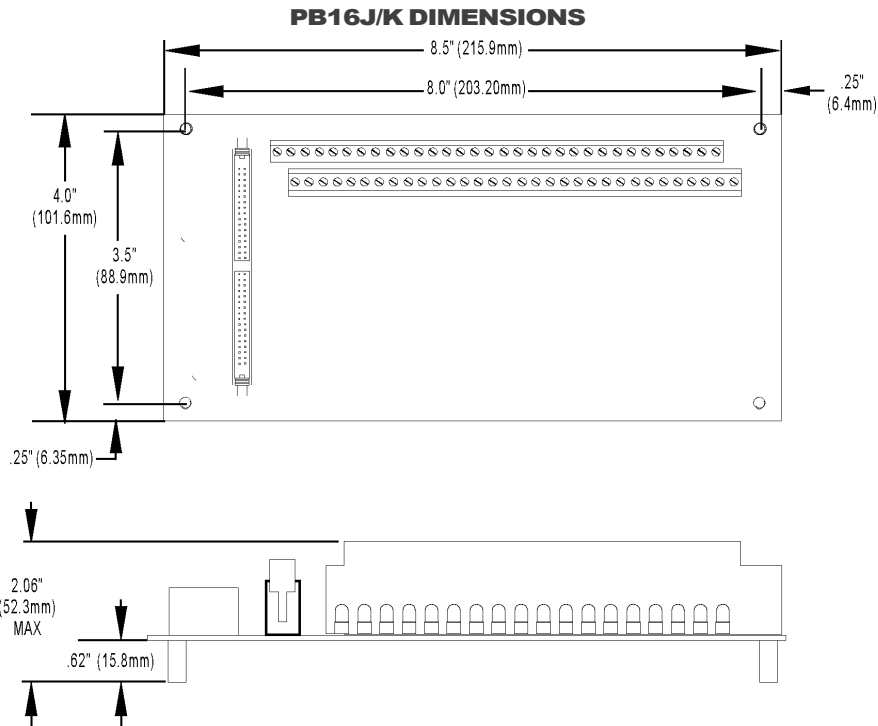 PB16J/K DIMENSIONS
8.5" (215.9mm)
8.0" (203.20mm)
.25"
(6.4mm)
4.0"
(101.6mm)
3.5"
(88.9mm)
.25" (6.35mm)
2.06"
(52.3mm)
MAX
.62" (15.8mm)